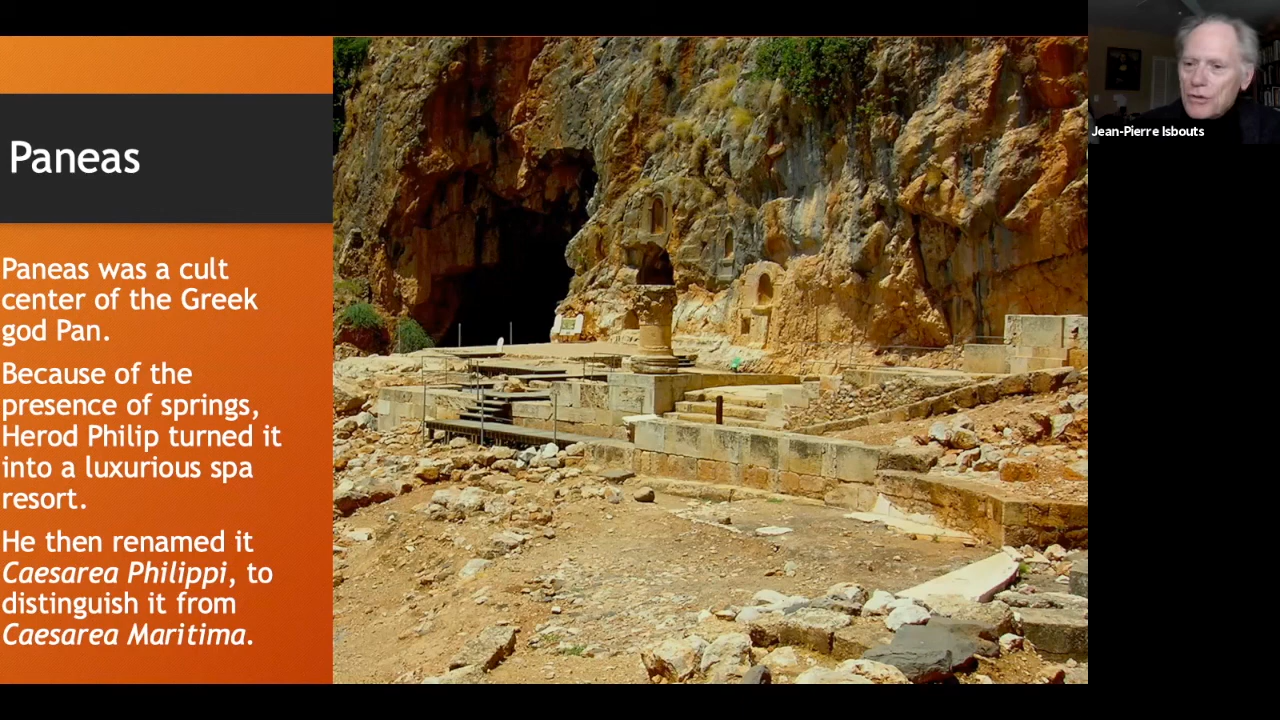 Paneas
Paneas was a cult
center of the Greek
god Pan.
Because of the
presence of springs,
Herod Philip turned it
into a luxurious spa
resort.
He then renamed it
Caesarea Philippi, to
distinguish it from
Caesarea Maritima.
Jean-Pierre Isbouts